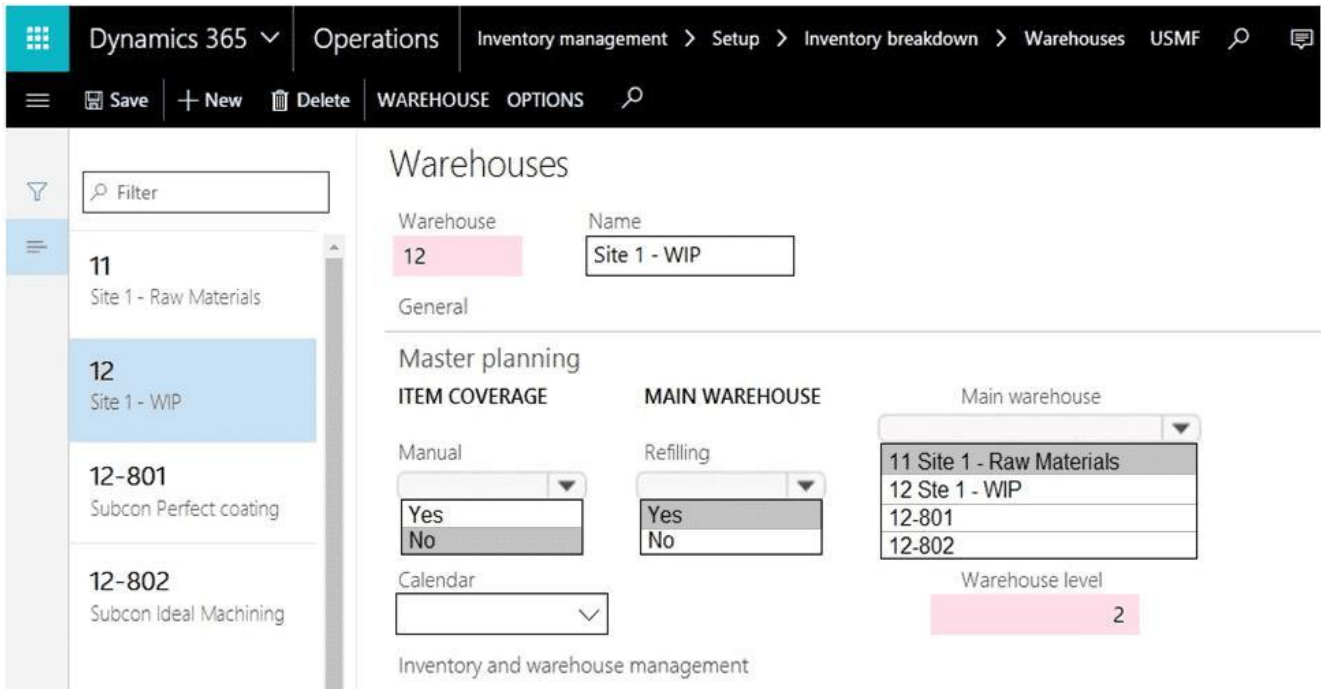 Dynamics 365 Operations Inventory management > Setup > Inventory breakdown > Warehouses USMF
Save + New Delete WAREHOUSE OPTIONS
Filter
11
Site 1 - Raw Materials
12
Site 1 - WIP
12-801
Subcon Perfect coating
12-802
Subcon Ideal Machining
Warehouses
Warehouse Name
12 Site 1 - WIP
General
Master planning
ITEM COVERAGE MAIN WAREHOUSE Main warehouse
Manual Refilling
Yes Yes 11 Site 1 - Raw Materials
No No 12 Ste 1 - WIP
12-801
12-802
Calendar Warehouse level
2
Inventory and warehouse management